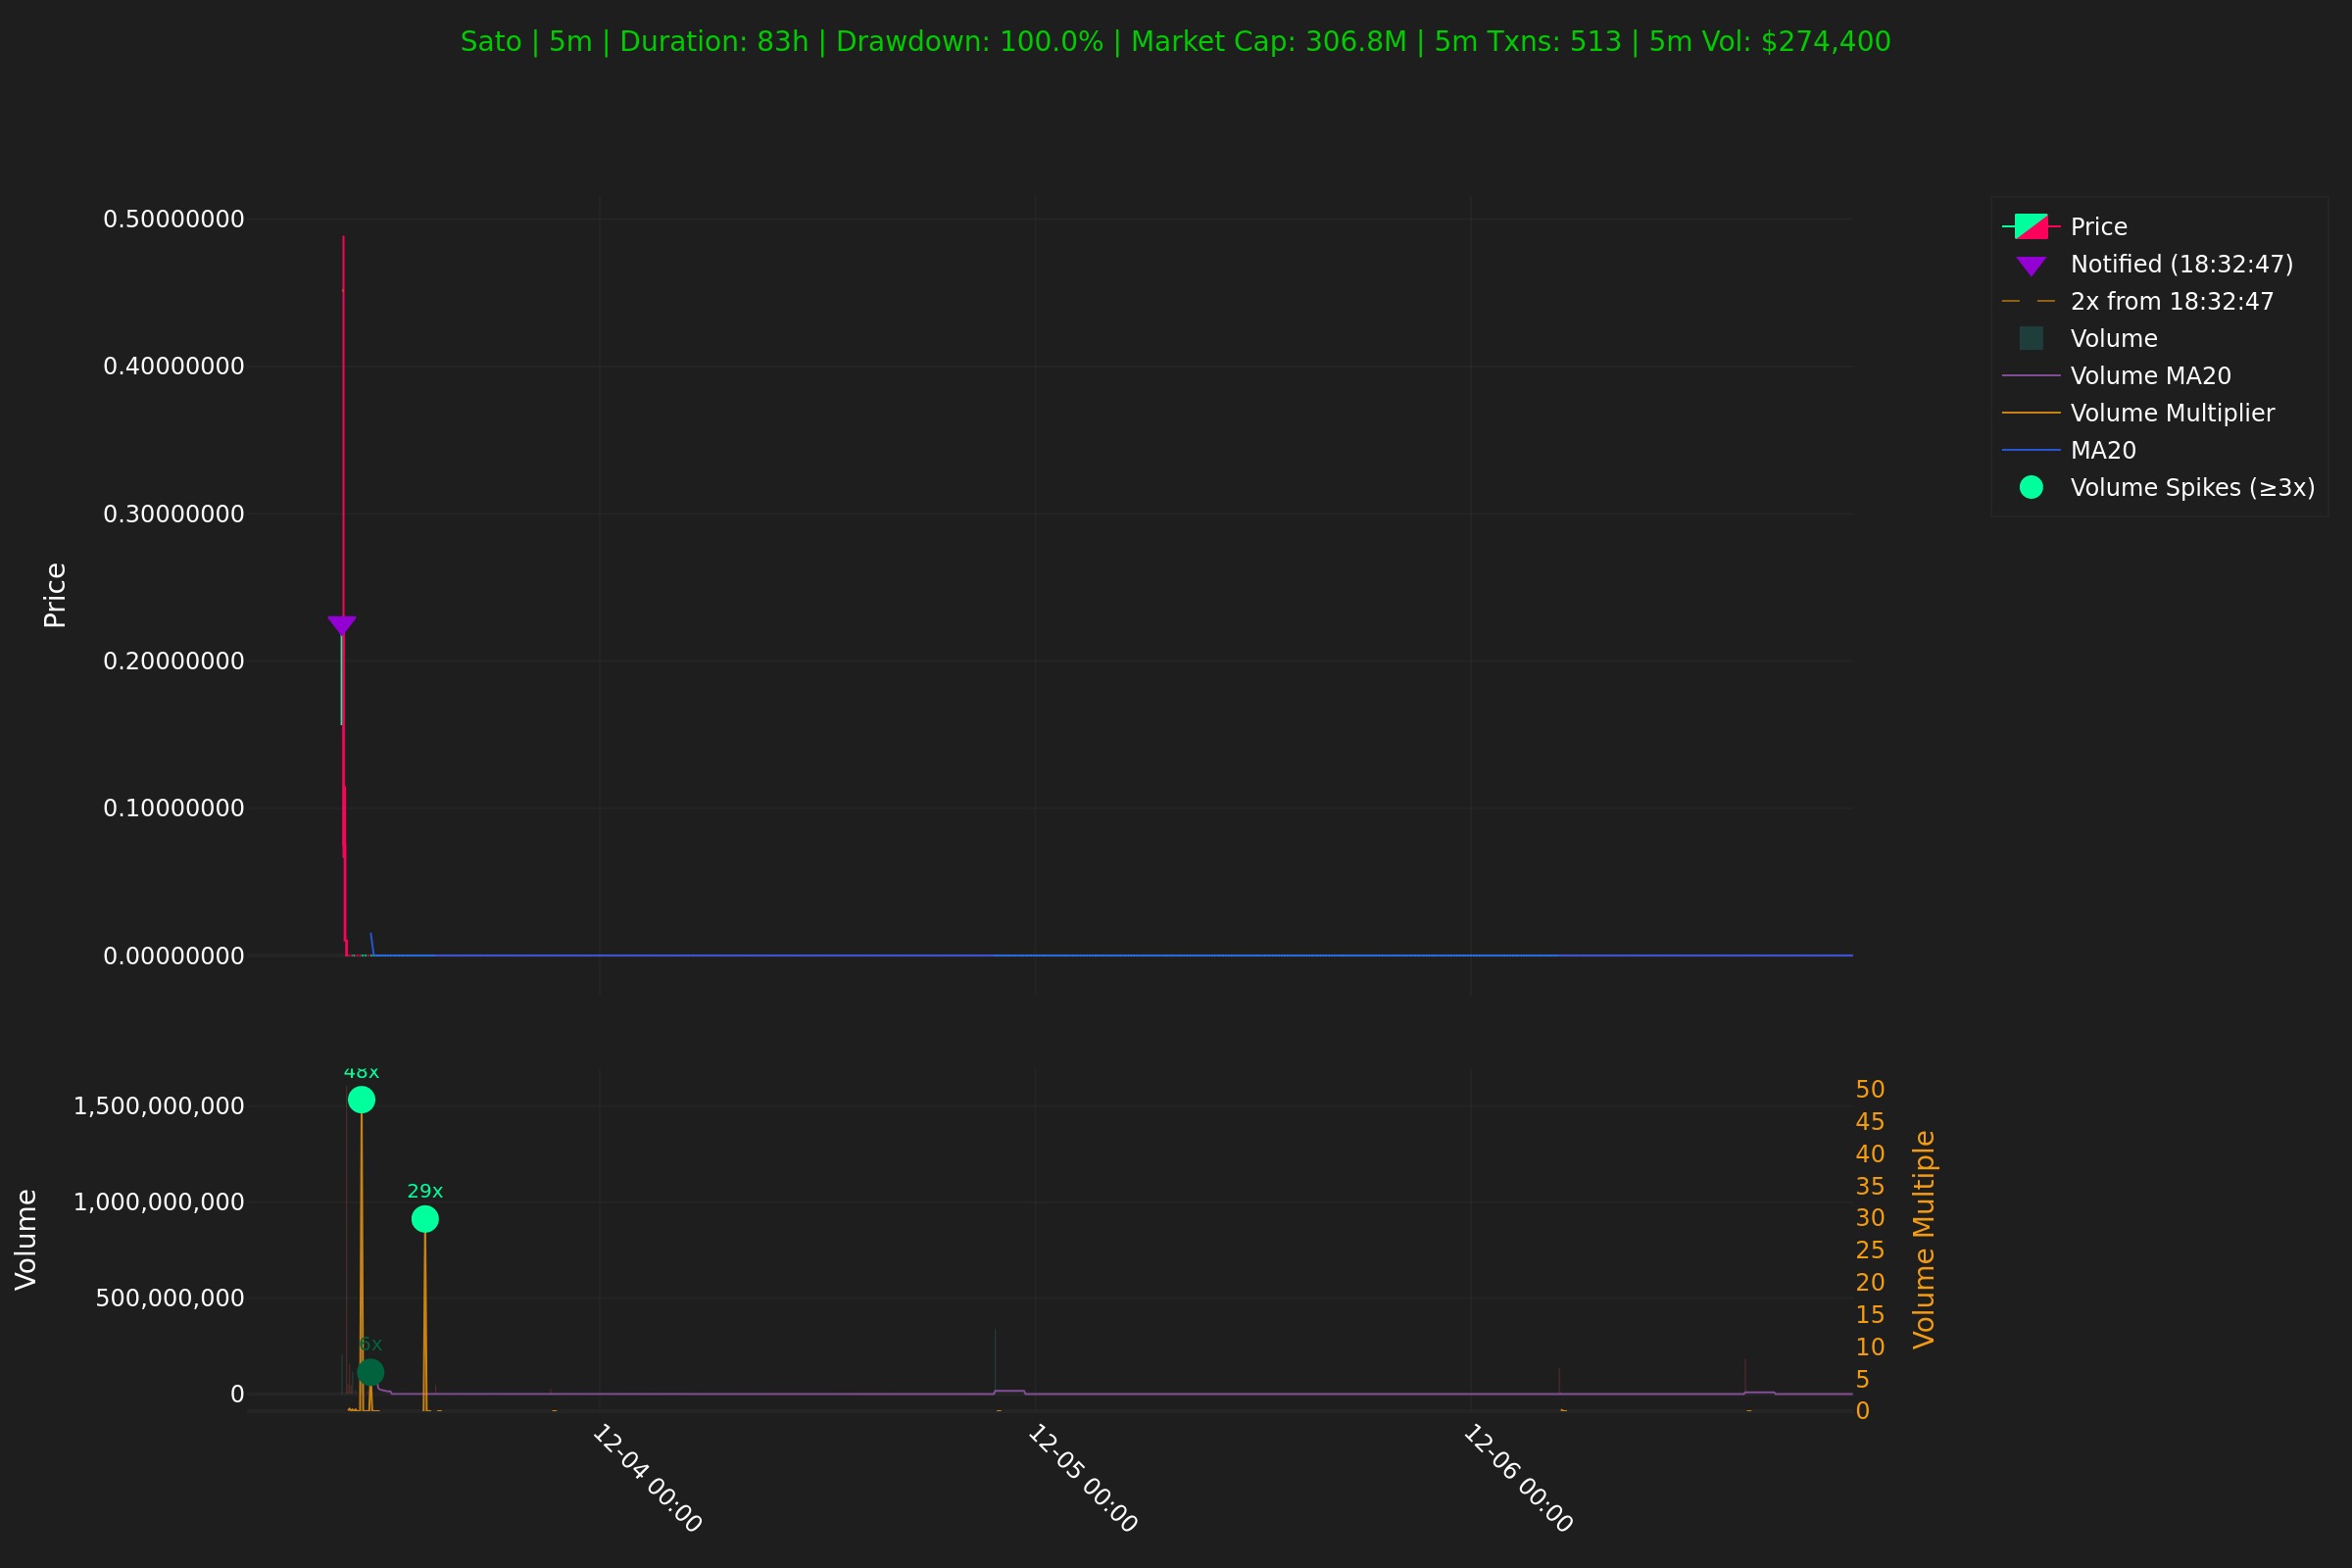 Sato | 5m | Duration: 83h | Drawdown: 100.0% | Market Cap: 306.8M | 5m Txns: 513 | 5m Vol: $274,400
0.50000000
0.40000000
0.30000000
0.20000000
0.10000000
0.00000000
Price
Price
Notified (18:32:47)
2x from 18:32:47
Volume
Volume MA20
Volume Multiplier
MA20
Volume Spikes (≥3x)
48x
29x
6x
1,500,000,000
1,000,000,000
500,000,000
0
Volume
50
45
40
35
30
25
20
15
10
5
0
Volume Multiple
12-04 00:00
12-05 00:00
12-06 00:00